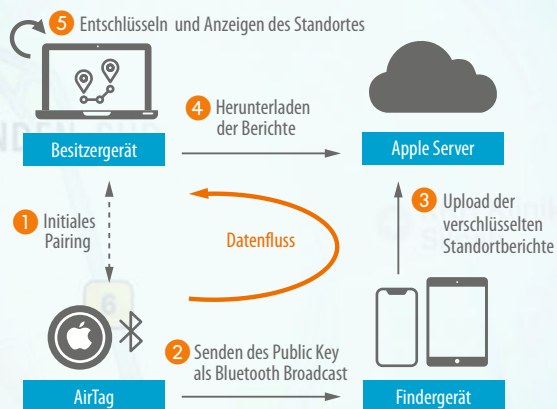 5 Entschlüsseln und Anzeigen des Standortes
4 Herunterladen
der Berichte
Besitzergerät
Apple Server
1 Initiales
Pairing
Datenfluss
3 Upload der
verschlüsselten
Standortberichte
6
2 Senden des Public Key
als Bluetooth Broadcast
AirTag
Findergerät